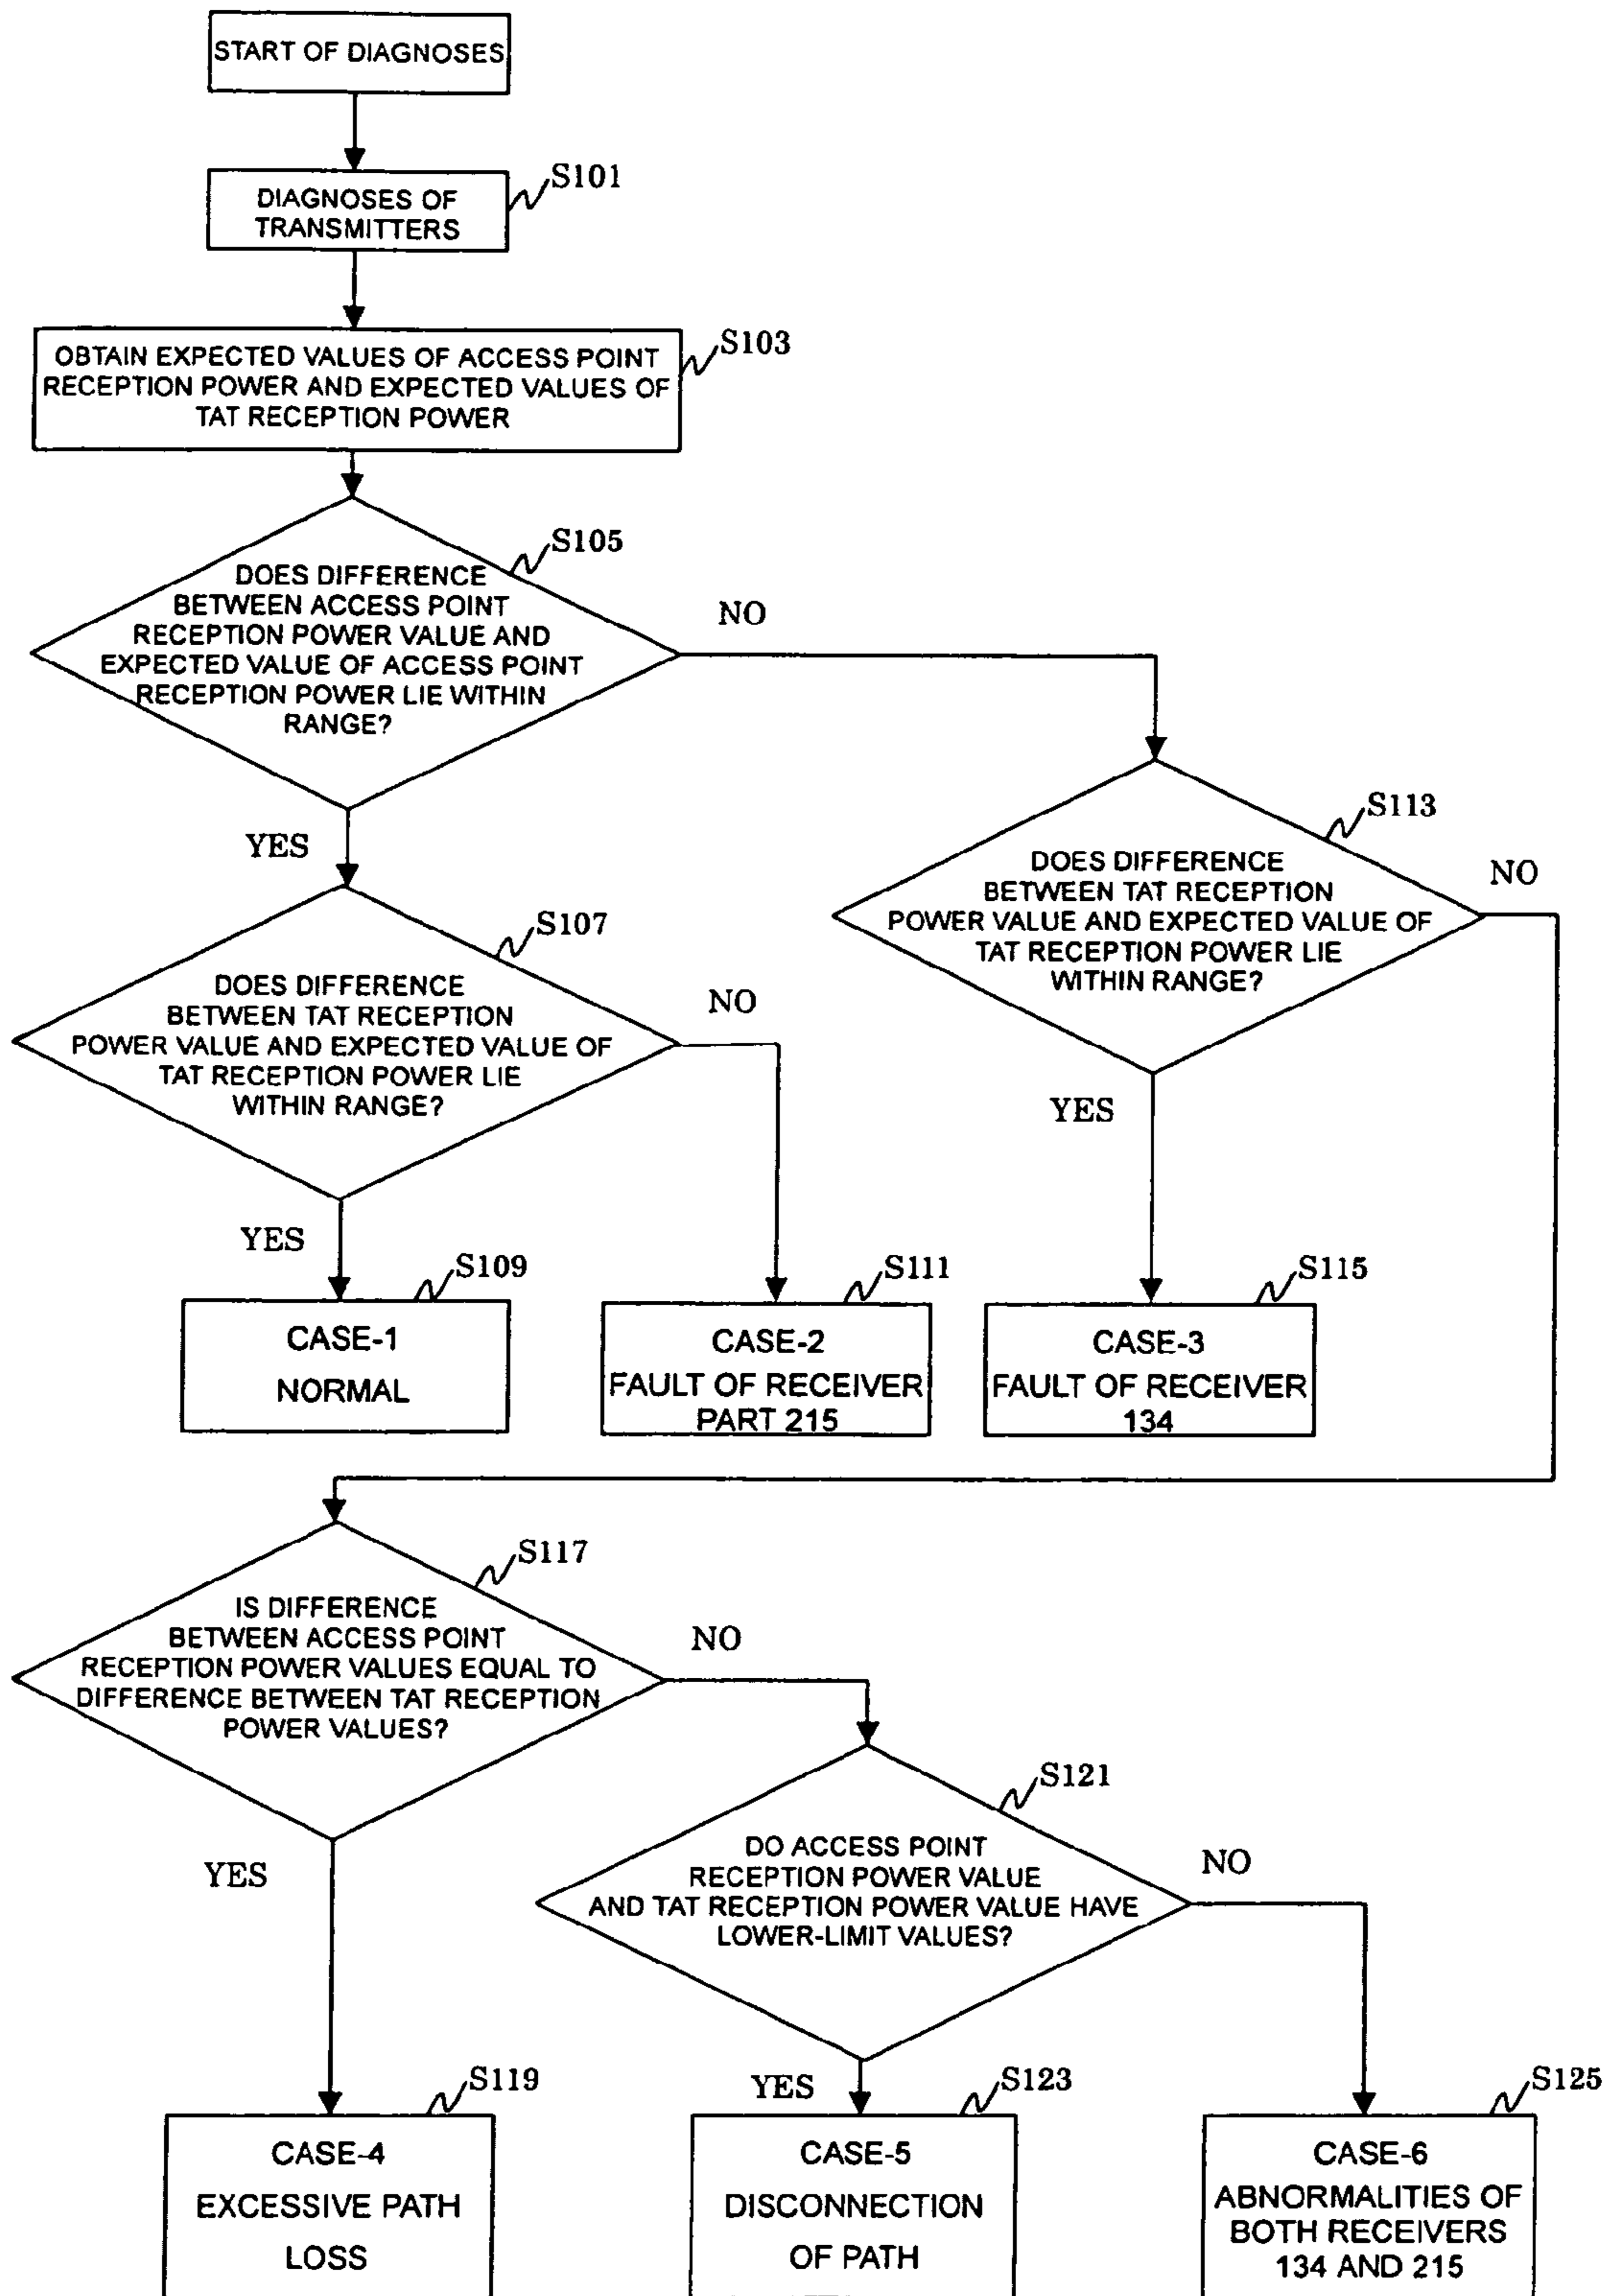 START OF DIAGNOSES
S101
DIAGNOSES OF
TRANSMITTERS
S103
OBTAIN EXPECTED VALUES OF ACCESS POINT
RECEPTION POWER AND EXPECTED VALUES OF
TAT RECEPTION POWER
S105
DOES DIFFERENCE
BETWEEN ACCESS POINT
RECEPTION POWER VALUE AND
EXPECTED VALUE OF ACCESS POINT
RECEPTION POWER LIE WITHIN
RANGE?
NO
YES
S113
DOES DIFFERENCE
BETWEEN TAT RECEPTION
POWER VALUE AND EXPECTED VALUE OF
TAT RECEPTION POWER LIE
WITHIN RANGE?
NO
YES
S107
DOES DIFFERENCE
BETWEEN TAT RECEPTION
POWER VALUE AND EXPECTED VALUE OF
TAT RECEPTION POWER LIE
WITHIN RANGE?
NO
YES
S109
CASE-1
NORMAL
S111
CASE-2
FAULT OF RECEIVER
PART 215
S115
CASE-3
FAULT OF RECEIVER
134
S117
IS DIFFERENCE
BETWEEN ACCESS POINT
RECEPTION POWER VALUES EQUAL TO
DIFFERENCE BETWEEN TAT RECEPTION
POWER VALUES?
NO
YES
S121
DO ACCESS POINT
RECEPTION POWER VALUE
AND TAT RECEPTION POWER VALUE HAVE
LOWER-LIMIT VALUES?
NO
YES
S119
CASE-4
EXCESSIVE PATH
LOSS
S123
CASE-5
DISCONNECTION
OF PATH
S125
CASE-6
ABNORMALITIES OF
BOTH RECEIVERS
134 AND 215